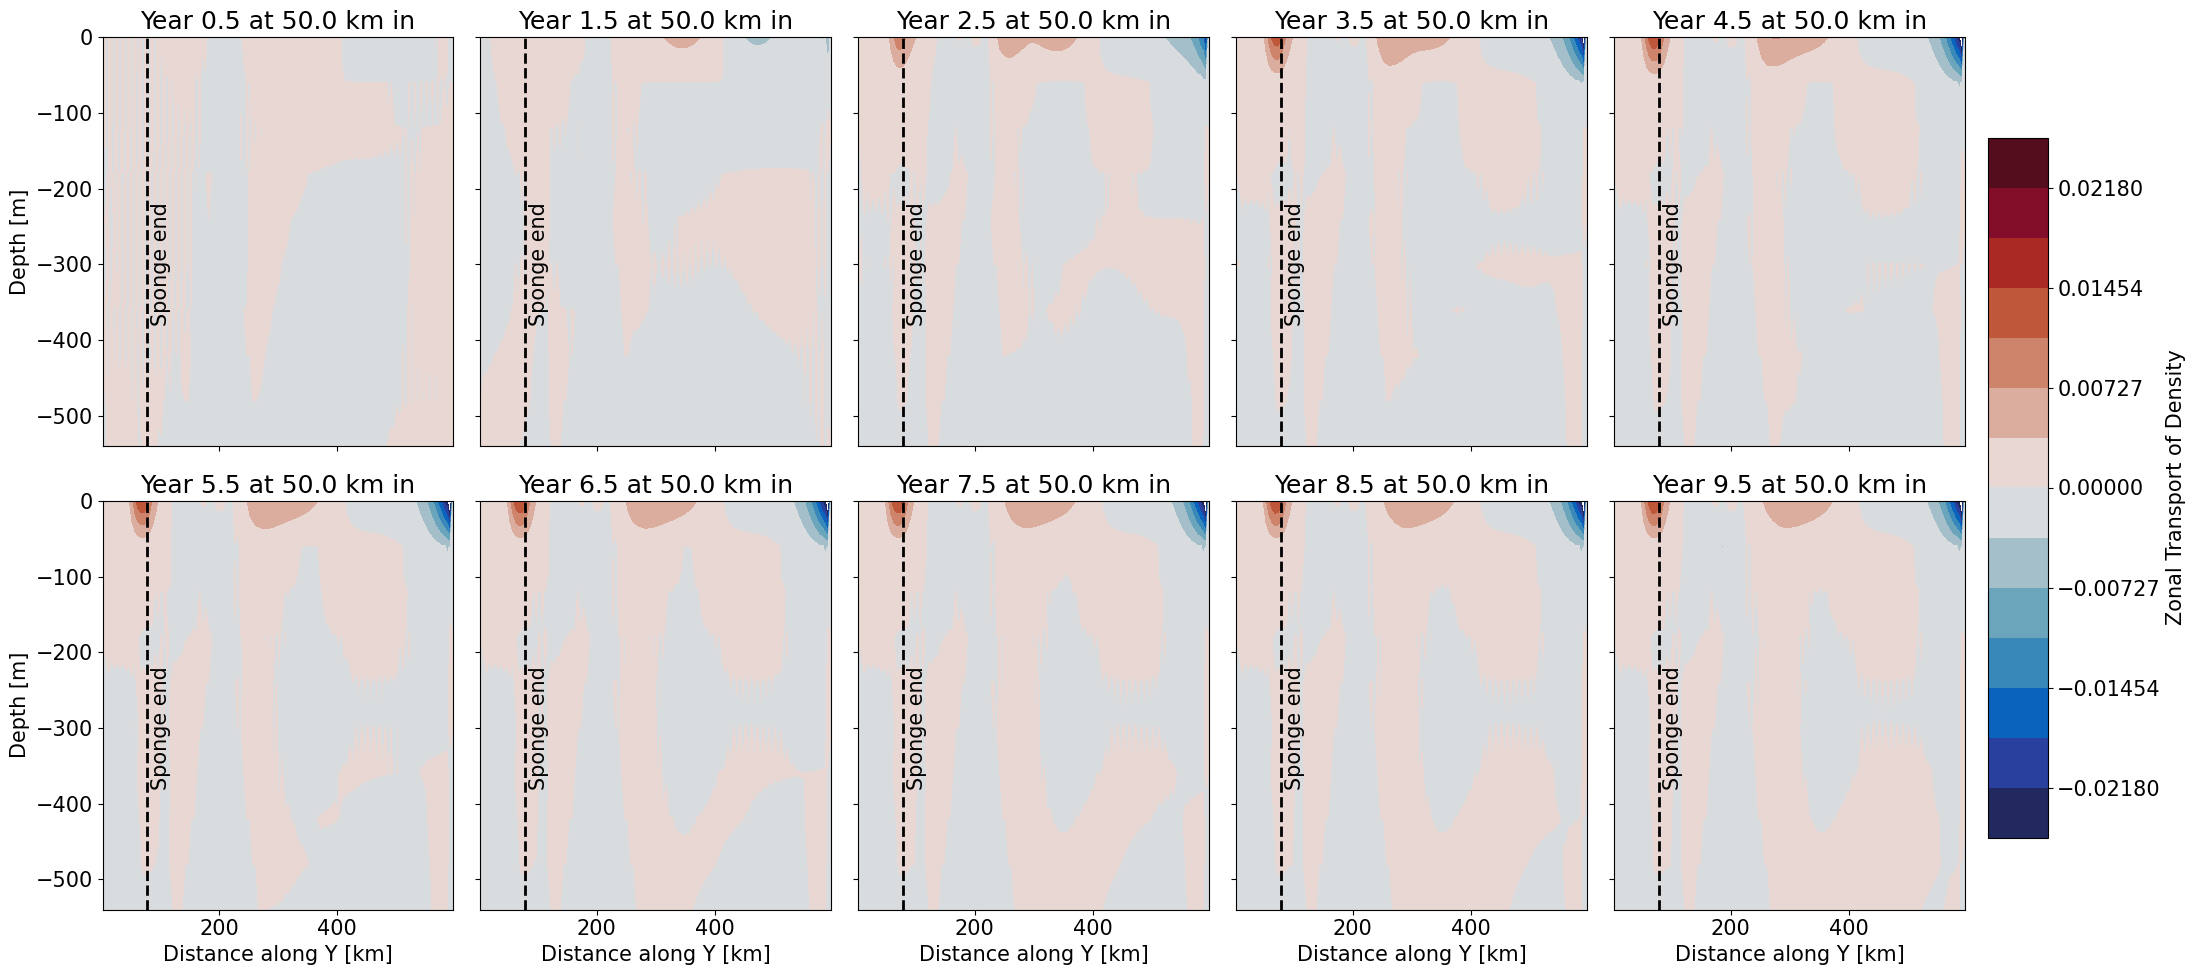 Year 0.5 at 50.0 km in
Year 1.5 at 50.0 km in
Year 2.5 at 50.0 km in
Year 3.5 at 50.0 km in
Year 4.5 at 50.0 km in
0
−100
−200
−300
−400
−500
Depth [m]
Sponge end
Sponge end
Sponge end
Sponge end
Sponge end
Year 5.5 at 50.0 km in
Year 6.5 at 50.0 km in
Year 7.5 at 50.0 km in
Year 8.5 at 50.0 km in
Year 9.5 at 50.0 km in
0
−100
−200
−300
−400
−500
Depth [m]
Sponge end
Sponge end
Sponge end
Sponge end
Sponge end
200 400
200 400
200 400
200 400
200 400
Distance along Y [km]
Distance along Y [km]
Distance along Y [km]
Distance along Y [km]
Distance along Y [km]
0.02180
0.01454
0.00727
0.00000
−0.00727
−0.01454
−0.02180
Zonal Transport of Density